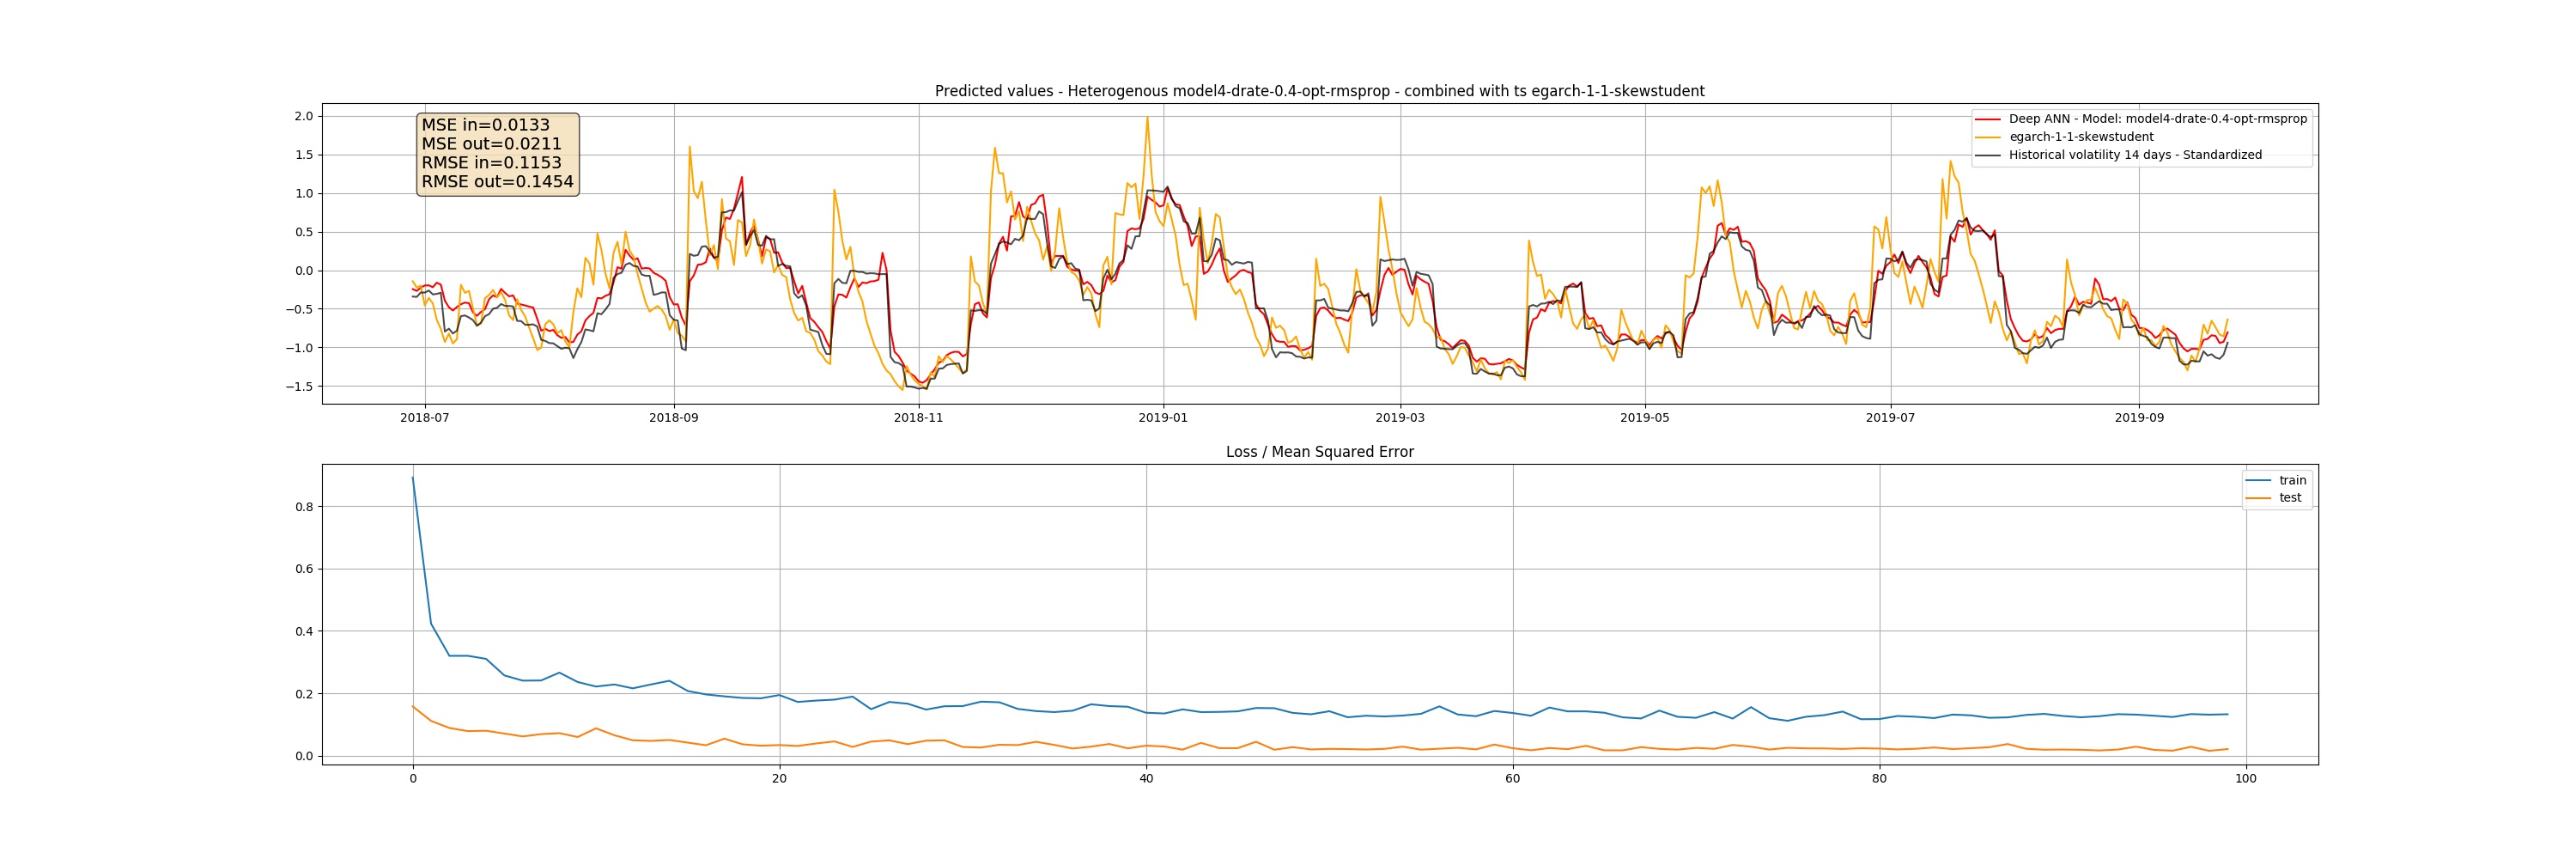 Predicted values - Heterogenous model4-drate-0.4-opt-rmsprop - combined with ts egarch-1-1-skewstudent
2.0
1.5
1.0
0.5
0.0
−0.5
−1.0
−1.5
MSE in=0.0133
MSE out=0.0211
RMSE in=0.1153
RMSE out=0.1454
Deep ANN - Model: model4-drate-0.4-opt-rmsprop
egarch-1-1-skewstudent
Historical volatility 14 days - Standardized
2018-07 2018-09 2018-11 2019-01 2019-03 2019-05 2019-07 2019-09
Loss / Mean Squared Error
0.8
0.6
0.4
0.2
0.0
train
test
0 20 40 60 80 100